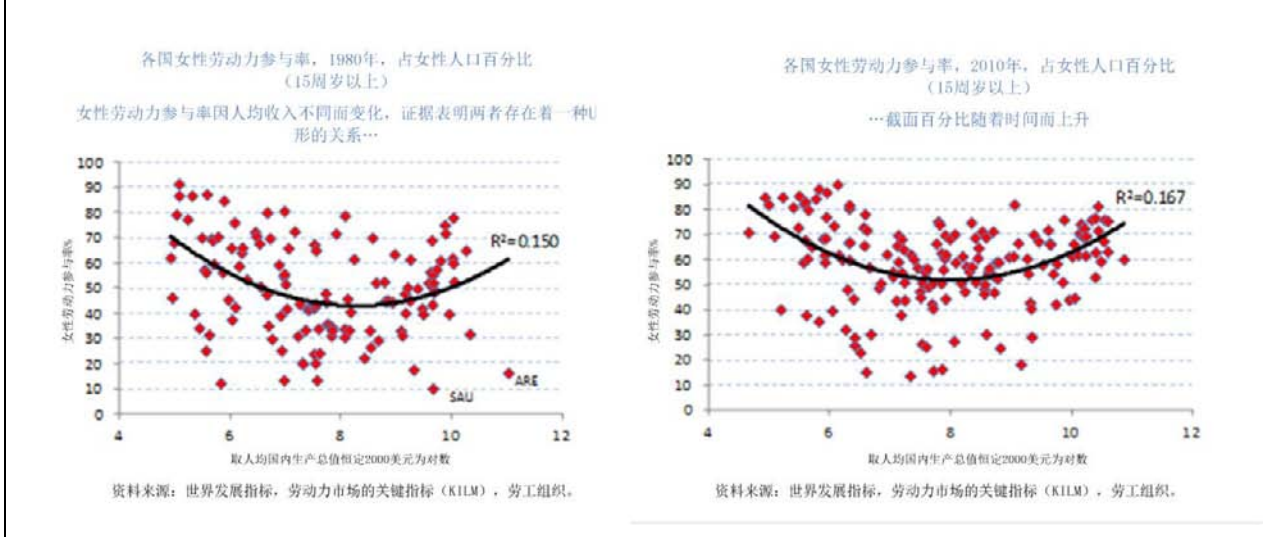 各国女性劳动力参与率，1980年，占女性人口百分比
（15周岁以上）
女性劳动力参与率因人均收入不同而变化，证据表明两者存在着一种U
形的关系…
女性劳动力参与率%
100
90
80
70
60
50
40
30
20
10
0
R²=0.150
SAU
ARE
4
6
8
10
12
取人均国内生产总值恒定2000美元为对数
资料来源：世界发展指标，劳动力市场的关键指标（KILM），劳工组织。
各国女性劳动力参与率，2010年，占女性人口百分比
（15周岁以上）
…截面百分比随着时间而上升
女性劳动力参与率%
100
90
80
70
60
50
40
30
20
10
0
R²=0.167
4
6
8
10
12
取人均国内生产总值恒定2000美元为对数
资料来源：世界发展指标，劳动力市场的关键指标（KILM），劳工组织。